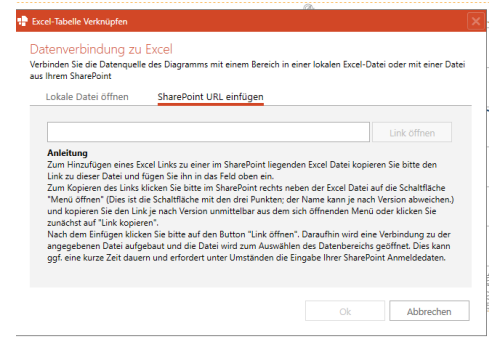 Excel-Tabelle Verknüpfen
Datenverbindung zu Excel
Verbinden Sie die Datenquelle des Diagramms mit einem Bereich in einer lokalen Excel-Datei oder mit einer Datei
aus Ihrem SharePoint
Lokale Datei öffnen SharePoint URL einfügen
Link öffnen
Anleitung
Zum Hinzufügen eines Excel Links zu einer im SharePoint liegenden Excel Datei kopieren Sie bitte den
Link zu dieser Datei und fügen Sie ihn in das Feld oben ein.
Zum Kopieren des Links klicken Sie bitte im SharePoint rechts neben der Excel Datei auf die Schaltfläche
"Menü öffnen" (Dies ist die Schaltfläche mit den drei Punkten; der Name kann je nach Version abweichen.)
und kopieren Sie den Link je nach Version unmittelbar aus dem sich öffnenden Menü oder klicken Sie
zunächst auf "Link kopieren".
Nach dem Einfügen klicken Sie bitte auf den Button "Link öffnen". Daraufhin wird eine Verbindung zu der
angegebenen Datei aufgebaut und die Datei wird zum Auswählen des Datenbereichs geöffnet. Dies kann
ggf. eine kurze Zeit dauern und erfordert unter Umständen die Eingabe Ihrer SharePoint Anmeldedaten.
Ok Abbrechen